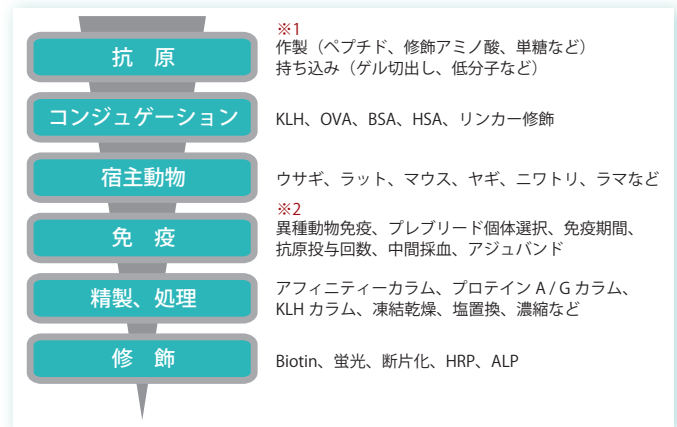 ※1
抗 原
作製（ペプチド、修飾アミノ酸、単糖など）
持ち込み（ゲル切出し、低分子など）
コンジュゲーション
KLH、OVA、BSA、HSA、リンカー修飾
宿主動物
ウサギ、ラット、マウス、ヤギ、ニワトリ、ラマなど
※2
免 疫
異種動物免疫、プレブリード個体選択、免疫期間、
抗原投与回数、中間採血、アジュバンド
精製、処理
アフィニティーカラム、プロテイン A / G カラム、
KLH カラム、凍結乾燥、塩置換、濃縮など
修 飾
Biotin、蛍光、断片化、HRP、ALP